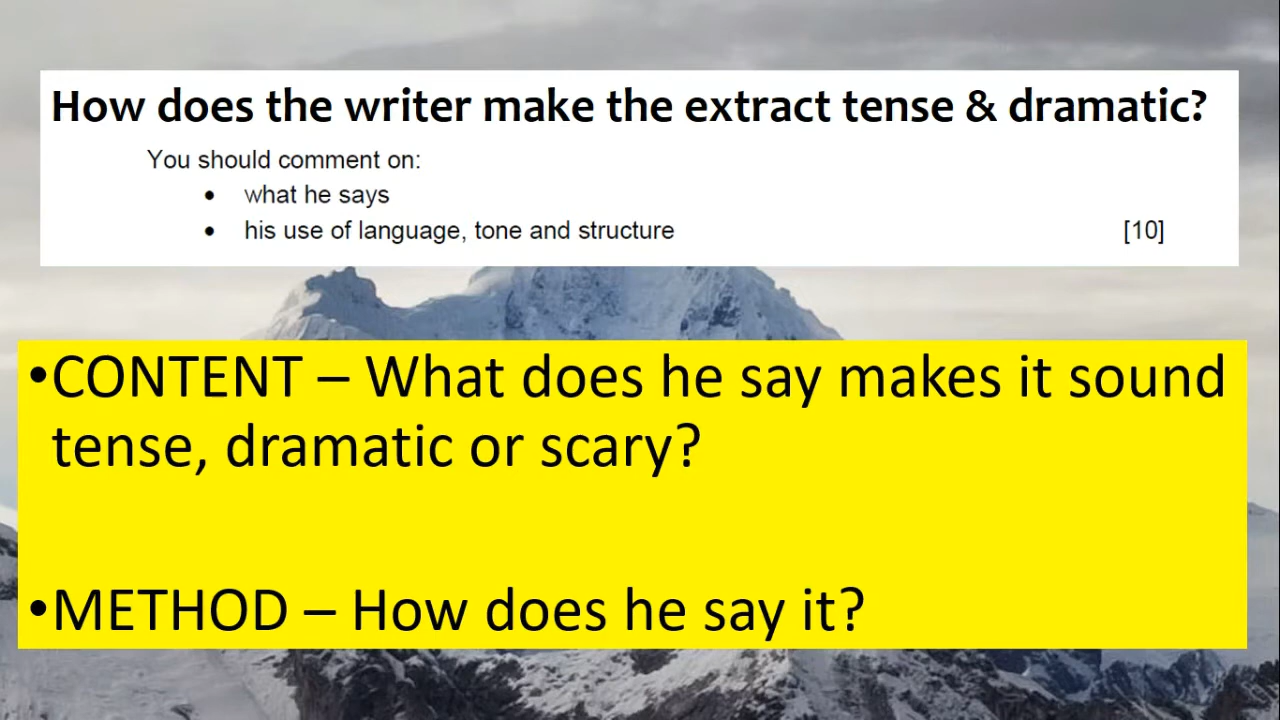 How does the writer make the extract tense & dramatic?
You should comment on:
• what he says
• his use of language, tone and structure [10]
•CONTENT – What does he say makes it sound
tense, dramatic or scary?
•METHOD – How does he say it?